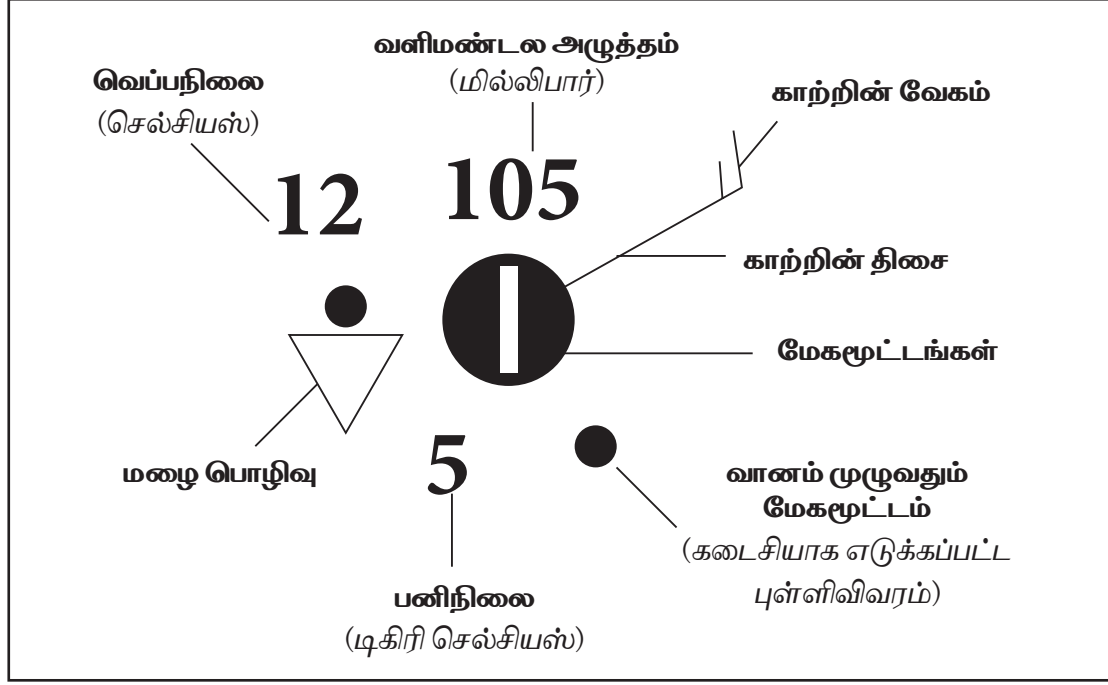 வளிமண்டல அழுத்தம்
(மில்லிபார்)
வெப்பநிலை
(செல்சியஸ்)
காற்றின் வேகம்
12
105
காற்றின் திசை
மேகமூட்டங்கள்
மழை பொழிவு
5
வானம் முழுவதும்
மேகமூட்டம்
(கடைசியாக எடுக்கப்பட்ட
புள்ளிவிவரம்)
பனிநிலை
(டிகிரி செல்சியஸ்)